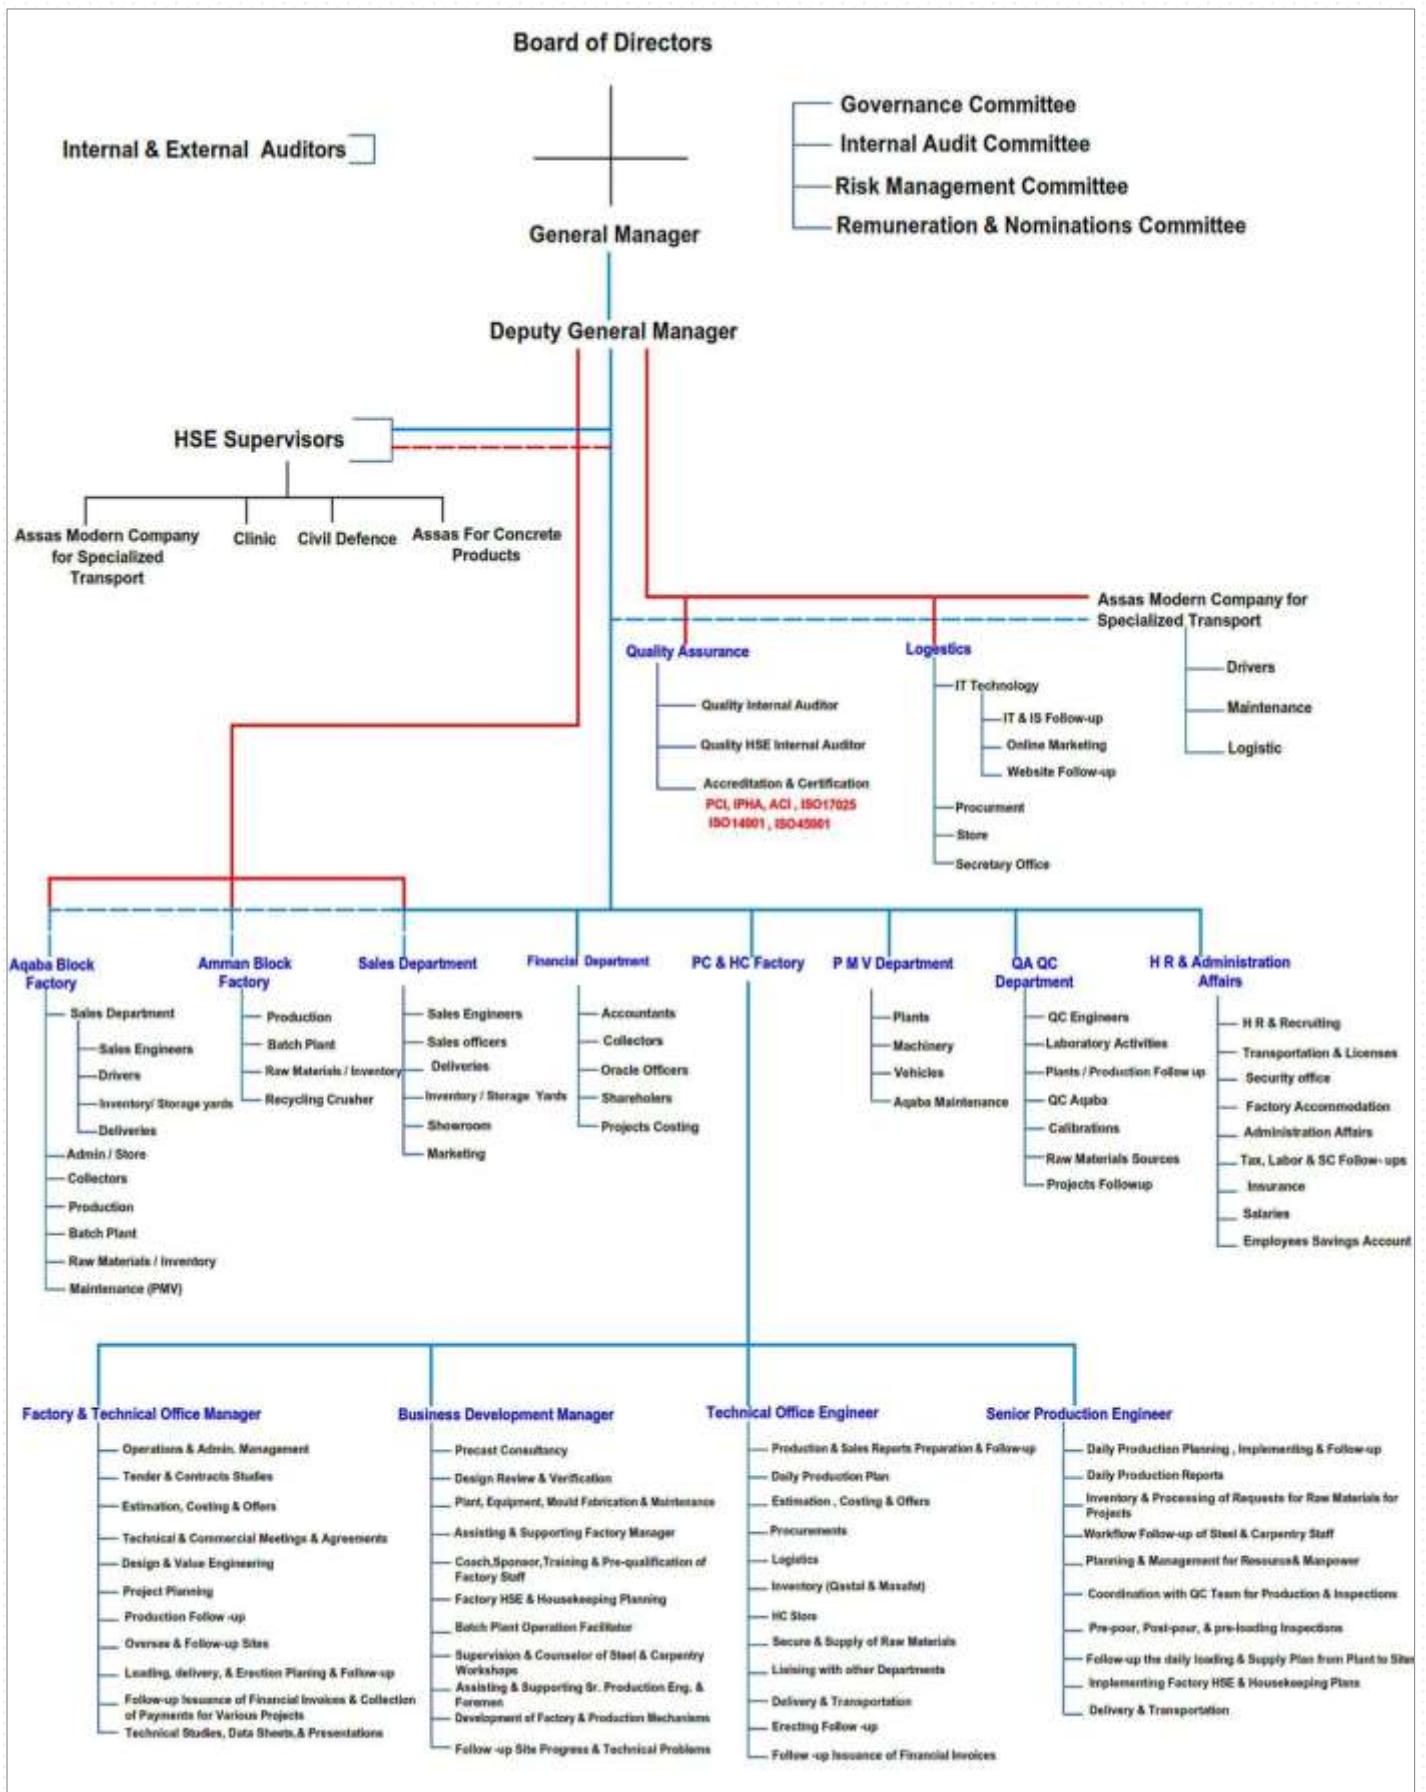 Board of Directors
Internal & External Auditors
Governance Committee
Internal Audit Committee
Risk Management Committee
Remuneration & Nominations Committee
General Manager
Deputy General Manager
HSE Supervisors
Assas Modern Company
for Specialized
Transport
Clinic
Civil Defence
Assas For Concrete
Products
Assas Modern Company for
Specialized Transport
Drivers
Maintenance
Logistic
Quality Assurance
Quality Internal Auditor
Quality HSE Internal Auditor
Accreditation & Certification
PCI, IPHA, ACI , ISO17025
ISO14001 , ISO45001
Logestics
IT Technology
IT & IS Follow-up
Online Marketing
Website Follow-up
Procurment
Store
Secretary Office
Aqaba Block
Factory
Sales Department
Sales Engineers
Drivers
Inventory/ Storage yards
Deliveries
Admin / Store
Collectors
Production
Batch Plant
Raw Materials / Inventory
Maintenance (PMV)
Amman Block
Factory
Production
Batch Plant
Raw Materials / Inventory
Recycling Crusher
Sales Department
Sales Engineers
Sales officers
Deliveries
Inventory / Storage Yards
Showroom
Marketing
Financial Department
Accountants
Collectors
Oracle Officers
Shareholers
Projects Costing
PC & HC Factory
P M V Department
Plants
Machinery
Vehicles
Aqaba Maintenance
QA QC
Department
QC Engineers
Laboratory Activities
Plants / Production Follow up
QC Aqaba
Calibrations
Raw Materials Sources
Projects Followup
H R & Administration
Affairs
H R & Recruiting
Transportation & Licenses
Security office
Factory Accommodation
Administration Affairs
Tax, Labor & SC Follow- ups
Insurance
Salaries
Employees Savings Account
Factory & Technical Office Manager
Operations & Admin. Management
Tender & Contracts Studies
Estimation, Costing & Offers
Technical & Commercial Meetings & Agreements
Design & Value Engineering
Project Planning
Production Follow -up
Oversee & Follow-up Sites
Loading, delivery, & Erection Planing & Follow-up
Follow-up Issuance of Financial Invoices & Collection
of Payments for Various Projects
Technical Studies, Data Sheets,& Presentations
Business Development Manager
Precast Consultancy
Design Review & Verification
Plant, Equipment, Mould Fabrication & Maintenance
Assisting & Supporting Factory Manager
Coach,Sponsor,Training & Pre-qualification of
Factory Staff
Factory HSE & Housekeeping Planning
Batch Plant Operation Facilitator
Supervision & Counselor of Steel & Carpentry
Workshops
Assisting & Supporting Sr. Production Eng. &
Foremen
Development of Factory & Production Mechanisms
Follow -up Site Progress & Technical Problems
Technical Office Engineer
Production & Sales Reports Preparation & Follow-up
Daily Production Plan
Estimation , Costing & Offers
Procurements
Logistics
Inventory (Qastal & Masafat)
HC Store
Secure & Supply of Raw Materials
Liaising with other Departments
Delivery & Transportation
Erecting Follow -up
Follow -up Issuance of Financial Invoices
Senior Production Engineer
Daily Production Planning , Implementing & Follow-up
Daily Production Reports
Inventory & Processing of Requests for Raw Materials for
Projects
Workflow Follow-up of Steel & Carpentry Staff
Planning & Management for Resource& Manpower
Coordination with QC Team for Production & Inspections
Pre-pour, Post-pour, & pre-loading Inspections
Follow-up the daily loading & Supply Plan from Plant to Sites
Implementing Factory HSE & Housekeeping Plans
Delivery & Transportation